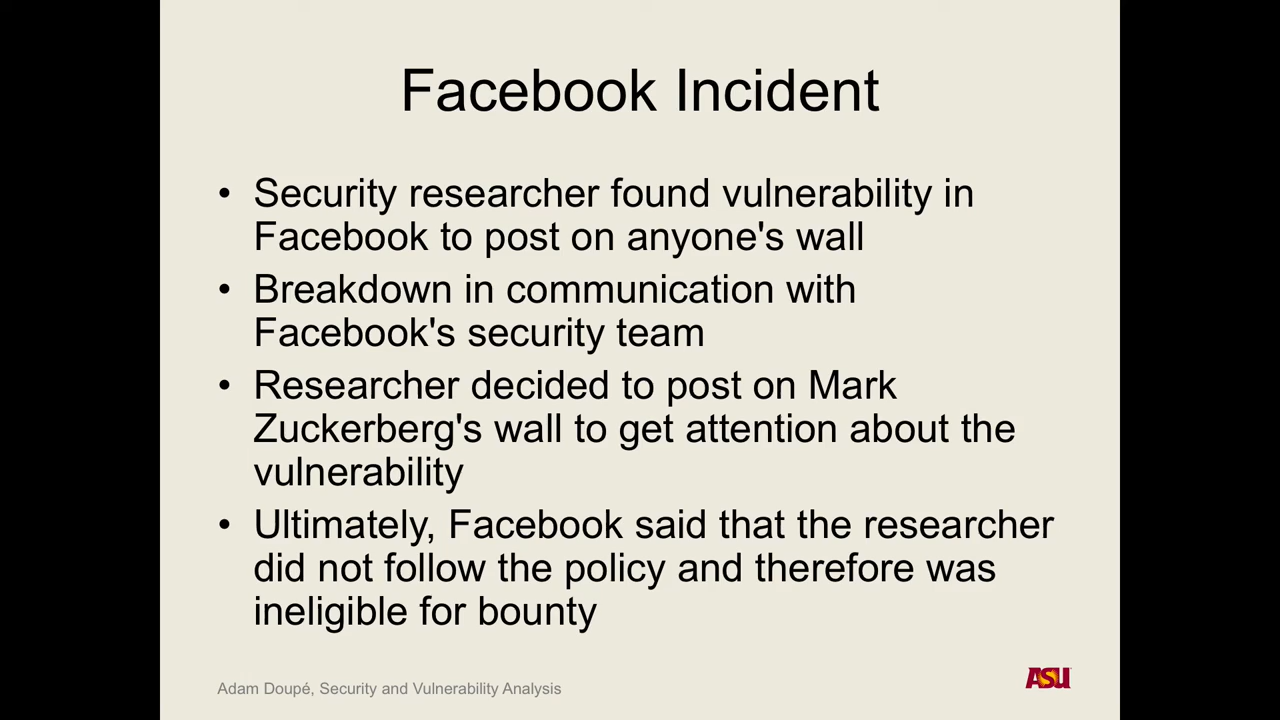 Facebook Incident
• Security researcher found vulnerability in
Facebook to post on anyone's wall
• Breakdown in communication with
Facebook's security team
• Researcher decided to post on Mark
Zuckerberg's wall to get attention about the
vulnerability
• Ultimately, Facebook said that the researcher
did not follow the policy and therefore was
ineligible for bounty
Adam Doupé, Security and Vulnerability Analysis
ASU